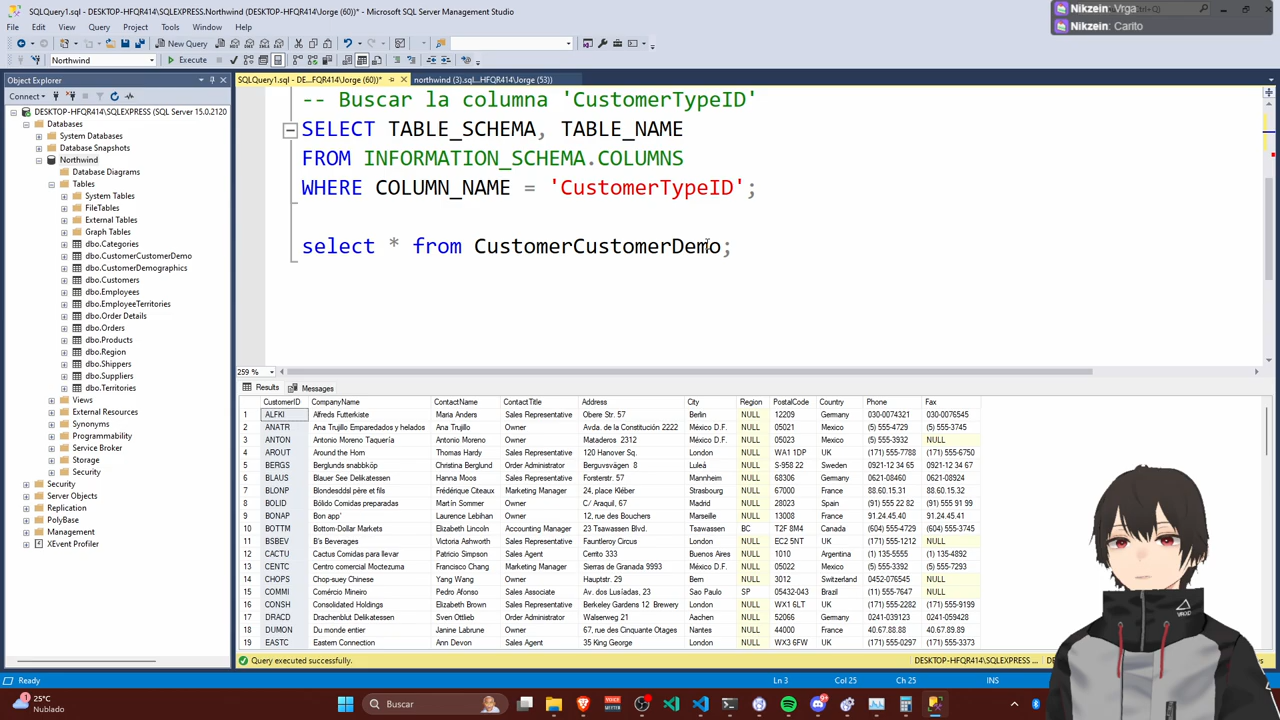 SQLQuery1.sql - DESKTOP-HFQR414\SQLEXPRESS.Northwind (DESKTOP-HFQR414\Jorge (60))* - Microsoft SQL Server Management Studio
Nikzein: Vrga
Nikzein: Carito
File Edit View Query Project Tools Window Help
New Query
Northwind Execute
Object Explorer
SQLQuery1.sql - DE...FQR414\Jorge (60))* northwind (3).sql...HFQR414\Jorge (53))
Connect
DESKTOP-HFQR414\SQLEXPRESS (SQL Server 15.0.2120
Databases
System Databases
Database Snapshots
Northwind
Database Diagrams
Tables
System Tables
FileTables
External Tables
Graph Tables
dbo.Categories
dbo.CustomerCustomerDemo
dbo.CustomerDemographics
dbo.Customers
dbo.Employees
dbo.EmployeeTerritories
dbo.Order Details
dbo.Orders
dbo.Products
dbo.Region
dbo.Shippers
dbo.Suppliers
dbo.Territories
Views
External Resources
Synonyms
Programmability
Service Broker
Storage
Security
Security
Server Objects
Replication
PolyBase
Management
XEvent Profiler
-- Buscar la columna 'CustomerTypeID'
SELECT TABLE_SCHEMA, TABLE_NAME
FROM INFORMATION_SCHEMA.COLUMNS
WHERE COLUMN_NAME = 'CustomerTypeID';
select * from CustomerCustomerDemo;
259 %
Results Messages
CustomerID CompanyName ContactName ContactTitle Address City Region PostalCode Country Phone Fax
1 ALFKI Alfreds Futterkiste Maria Anders Sales Representative Obere Str. 57 Berlin NULL 12209 Germany 030-0074321 030-0076545
2 ANATR Ana Trujillo Emparedados y helados Ana Trujillo Owner Avda. de la Constitución 2222 México D.F. NULL 05021 Mexico (5) 555-4729 (5) 555-3745
3 ANTON Antonio Moreno Taquería Antonio Moreno Owner Mataderos 2312 México D.F. NULL 05023 Mexico (5) 555-3932 NULL
4 AROUT Around the Horn Thomas Hardy Sales Representative 120 Hanover Sq. London NULL WA1 1DP UK (171) 555-7788 (171) 555-6750
5 BERGS Berglunds snabbköp Christina Berglund Order Administrator Berguvsvägen 8 Luleå NULL S-958 22 Sweden 0921-12 34 65 0921-12 34 67
6 BLAUS Blauer See Delikatessen Hanna Moos Sales Representative Forsterstr. 57 Mannheim NULL 68306 Germany 0621-08460 0621-08924
7 BLONP Blondesddsl père et fils Frédérique Citeaux Marketing Manager 24, place Kléber Strasbourg NULL 67000 France 88.60.15.31 88.60.15.32
8 BOLID Bólido Comidas preparadas Martín Sommer Owner C/ Araquil, 67 Madrid NULL 28023 Spain (91) 555 22 82 (91) 555 91 99
9 BONAP Bon app' Laurence Lebihan Owner 12, rue des Bouchers Marseille NULL 13008 France 91.24.45.40 91.24.45.41
10 BOTTM Bottom-Dollar Markets Elizabeth Lincoln Accounting Manager 23 Tsawassen Blvd. Tsawassen BC T2F 8M4 Canada (604) 555-4729 (604) 555-3745
11 BSBEV B's Beverages Victoria Ashworth Sales Representative Fauntleroy Circus London NULL EC2 5NT UK (171) 555-1212 NULL
12 CACTU Cactus Comidas para llevar Patricio Simpson Sales Agent Cerrito 333 Buenos Aires NULL 1010 Argentina (1) 135-5555 (1) 135-4892
13 CENTC Centro comercial Moctezuma Francisco Chang Marketing Manager Sierras de Granada 9993 México D.F. NULL 05022 Mexico (5) 555-3392 (5) 555-7293
14 CHOPS Chop-suey Chinese Yang Wang Owner Hauptstr. 29 Bern NULL 3012 Switzerland 0452-076545 NULL
15 COMMI Comércio Mineiro Pedro Afonso Sales Associate Av. dos Lusíadas, 23 Sao Paulo SP 05432-043 Brazil (11) 555-7647 NULL
16 CONSH Consolidated Holdings Elizabeth Brown Sales Representative Berkeley Gardens 12 Brewery London NULL WX1 6LT UK (171) 555-2282 (171) 555-9199
17 DRACD Drachenblut Delikatessen Sven Ottlieb Order Administrator Walserweg 21 Aachen NULL 52066 Germany 0241-039123 0241-059428
18 DUMON Du monde entier Janine Labrune Owner 67, rue des Cinquante Otages Nantes NULL 44000 France 40.67.88.88 40.67.89.89
19 EASTC Eastern Connection Ann Devon Sales Agent 35 King George London NULL WX3 6FW UK (171) 555-0297 (171) 555-3373
Query executed successfully. DESKTOP-HFQR414\SQLEXPRESS ...
Ready Ln 3 Col 25 Ch 25 INS
25°C
Nublado
Buscar